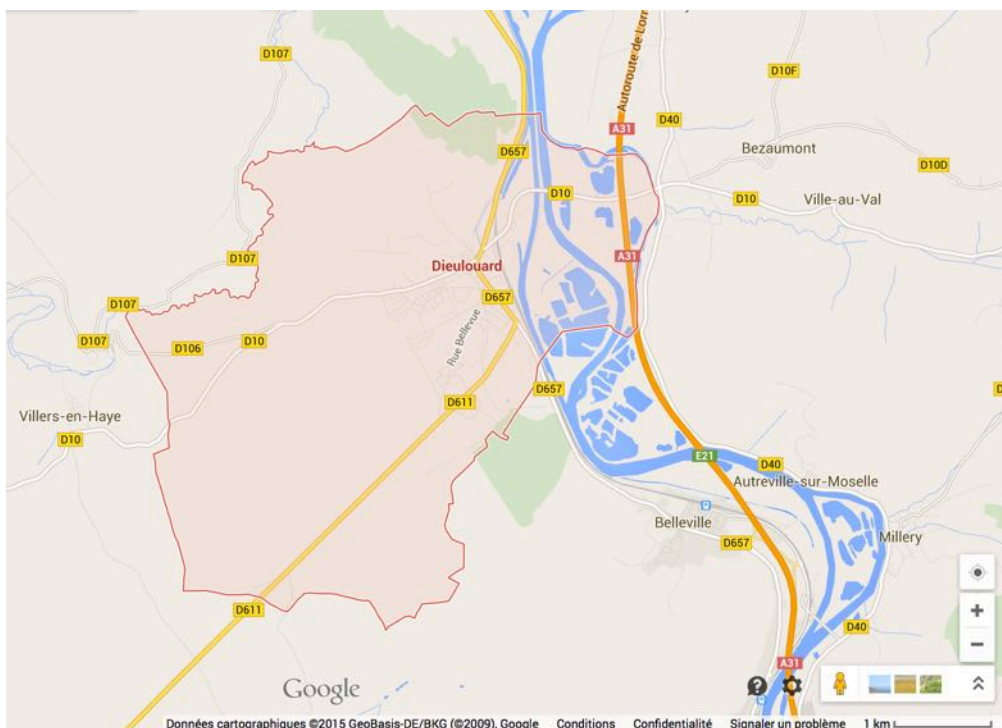 Autoroute de Lorr
D107
D10F
A31
D40
Bezaumont
D657
D10D
D10
D10
Ville-au-Val
D107
Dieulouard
A31
D657
D107
D107
D106
D10
Rue Bellevue
D657
D611
Villers-en-Haye
D10
E21
D40
Autreville-sur-Moselle
Belleville
D657
Millery
D611
D40
A31
Google
Données cartographiques ©2015 GeoBasis-DE/BKG (©2009), Google Conditions Confidentialité Signaler un problème 1 km